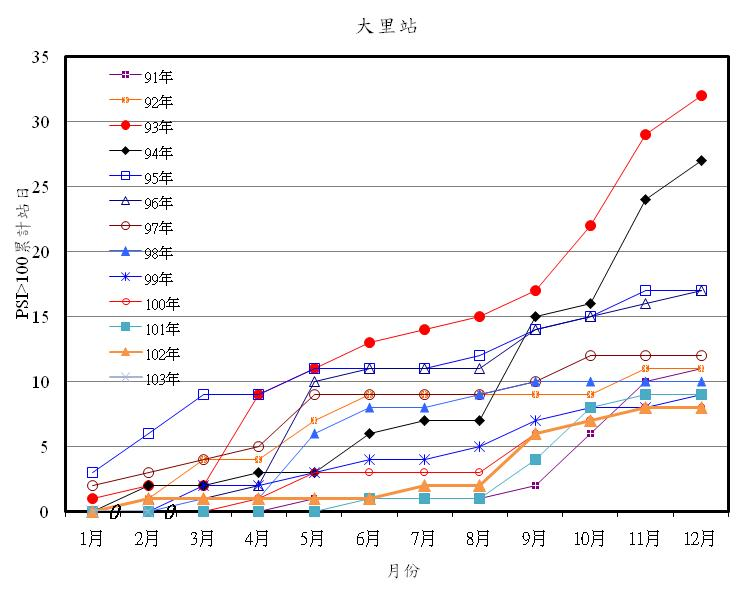 大里站
PSI>100累計站日
35
30
25
20
15
10
5
0
91年
92年
93年
94年
95年
96年
97年
98年
99年
100年
101年
102年
103年
0 0
1月 2月 3月 4月 5月 6月 7月 8月 9月 10月 11月 12月
月份